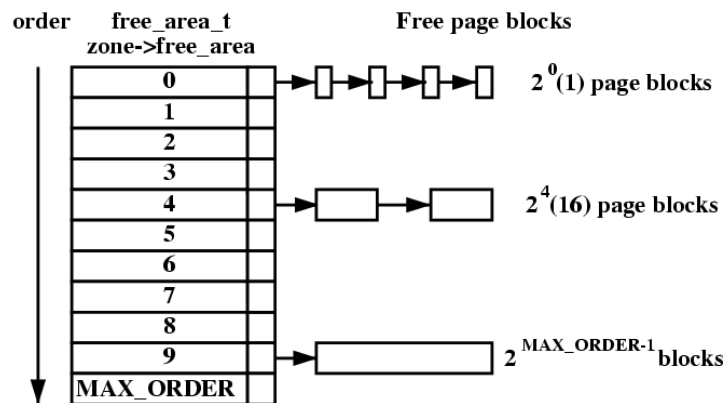 order
free_area_t
zone->free_area
Free page blocks
0
2^0(1) page blocks
1
2
3
4
2^4(16) page blocks
5
6
7
8
9
2^MAX_ORDER-1 blocks
MAX_ORDER